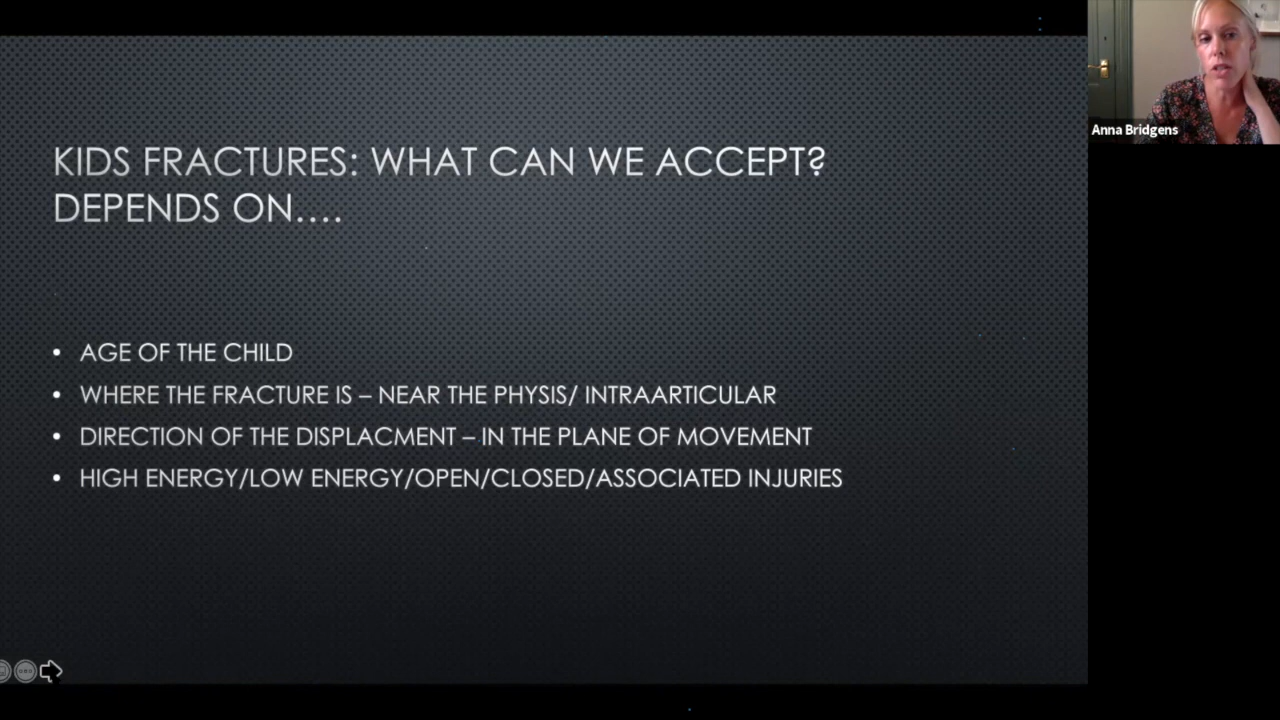 KIDS FRACTURES: WHAT CAN WE ACCEPT?
DEPENDS ON....
• AGE OF THE CHILD
• WHERE THE FRACTURE IS – NEAR THE PHYSIS/ INTRAARTICULAR
• DIRECTION OF THE DISPLACMENT – IN THE PLANE OF MOVEMENT
• HIGH ENERGY/LOW ENERGY/OPEN/CLOSED/ASSOCIATED INJURIES
Anna Bridgens